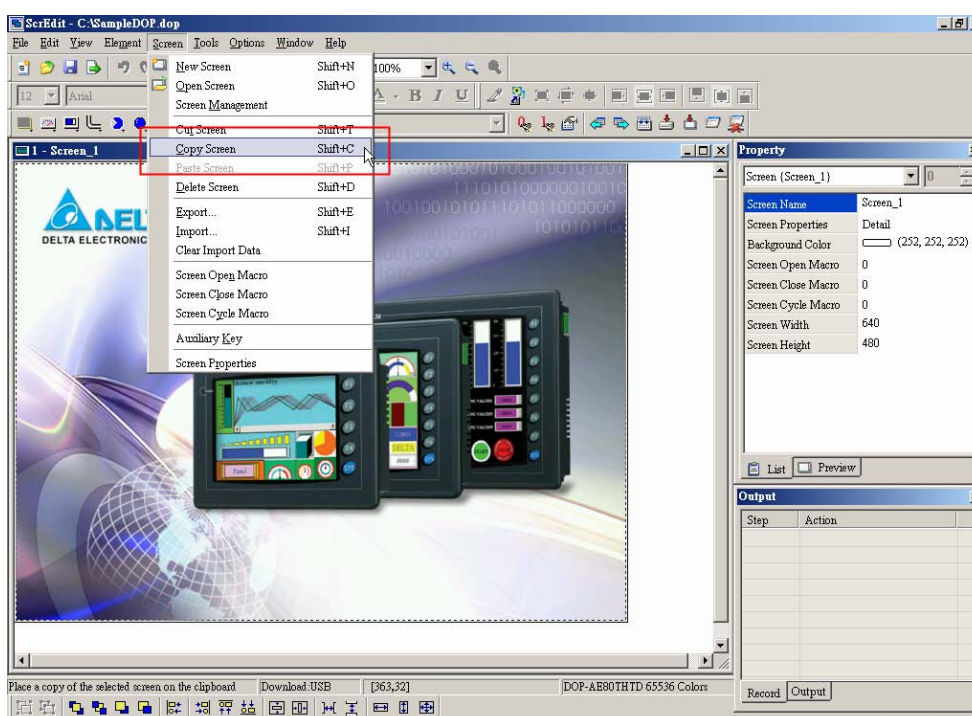 ScrEdit - C:\SampleDOP.dop
File Edit View Element Screen Tools Options Window Help
New Screen Shift+N
100%
Open Screen Shift+O
12 Arial
B I U
Screen Management
Cut Screen Shift+T
1 - Screen_1
Copy Screen Shift+C
Paste Screen Shift+P
Delete Screen Shift+D
DELTA ELECTRONIC
Export... Shift+E
Import... Shift+I
Clear Import Data
Screen Open Macro
Screen Close Macro
Screen Cycle Macro
Auxiliary Key
Screen Properties
Property
Screen {Screen_1} 0
Screen Name Screen_1
Screen Properties Detail
Background Color (252, 252, 252)
Screen Open Macro 0
Screen Close Macro 0
Screen Cycle Macro 0
Screen Width 640
Screen Height 480
List Preview
Output
Step Action
Record Output
Place a copy of the selected screen on the clipboard Download:USB [363,32] DOP-AE80THTD 65536 Colors